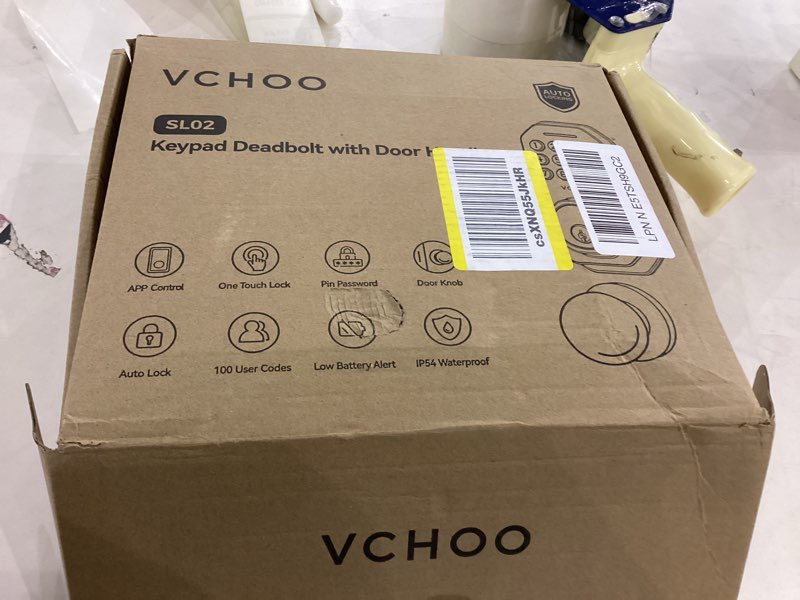 VCHOO
AUTO
LOCKING
SL02
Keypad Deadbolt with Door
csXNQ55JkHR
LPN N E5TSH9GC2
APP Control
One Touch Lock
Pin Password
Door Knob
Auto Lock
100 User Codes
Low Battery Alert
IP54 Waterproof
VCHOO